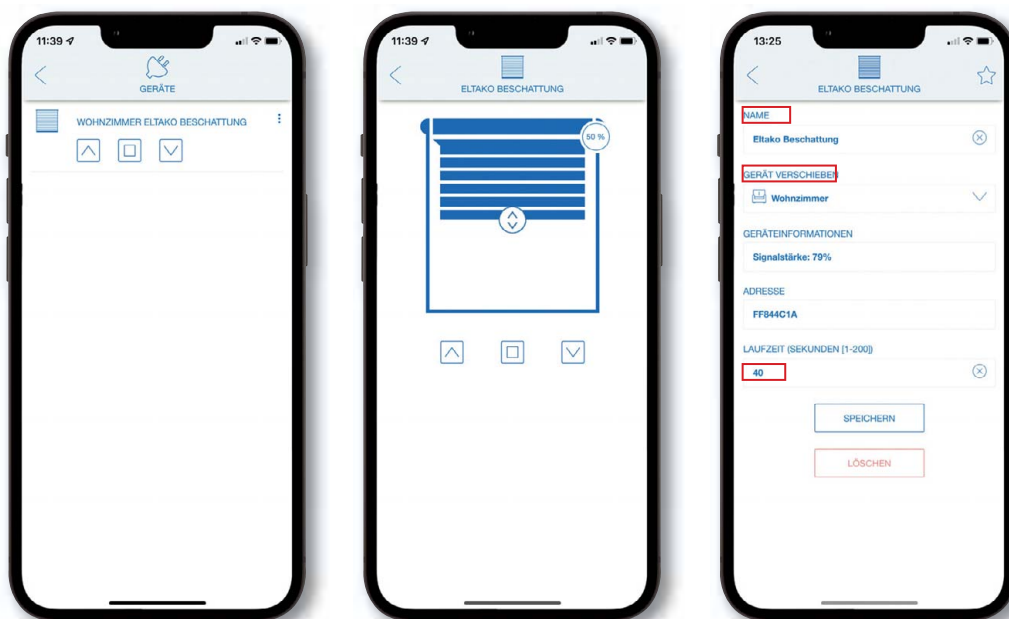 11:39
GERÄTE
WOHNZIMMER ELTAKO BESCHATTUNG
11:39
ELTAKO BESCHATTUNG
50 %
13:25
ELTAKO BESCHATTUNG
NAME
Eltako Beschattung
GERÄT VERSCHIEBEN
Wohnzimmer
GERÄTEINFORMATIONEN
Signalstärke: 79%
ADRESSE
FF844C1A
LAUFZEIT (SEKUNDEN [1-200])
40
SPEICHERN
LÖSCHEN